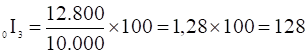 ₀I₃ = 12.800 / 10.000 × 100 = 1,28 × 100 = 128